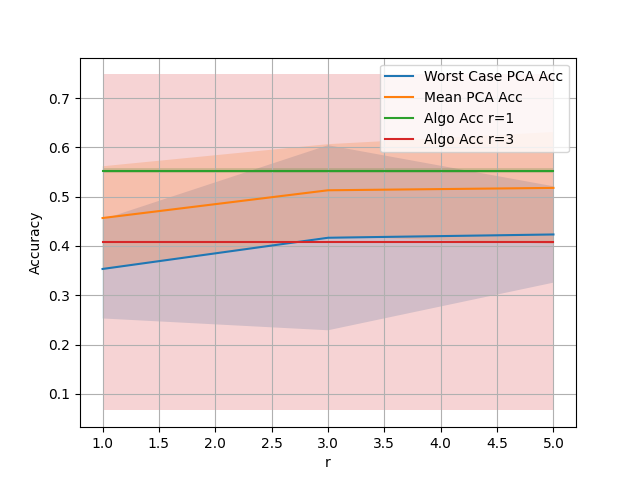 Worst Case PCA Acc
Mean PCA Acc
Algo Acc r=1
Algo Acc r=3
Accuracy
0.7
0.6
0.5
0.4
0.3
0.2
0.1
1.0 1.5 2.0 2.5 3.0 3.5 4.0 4.5 5.0
r